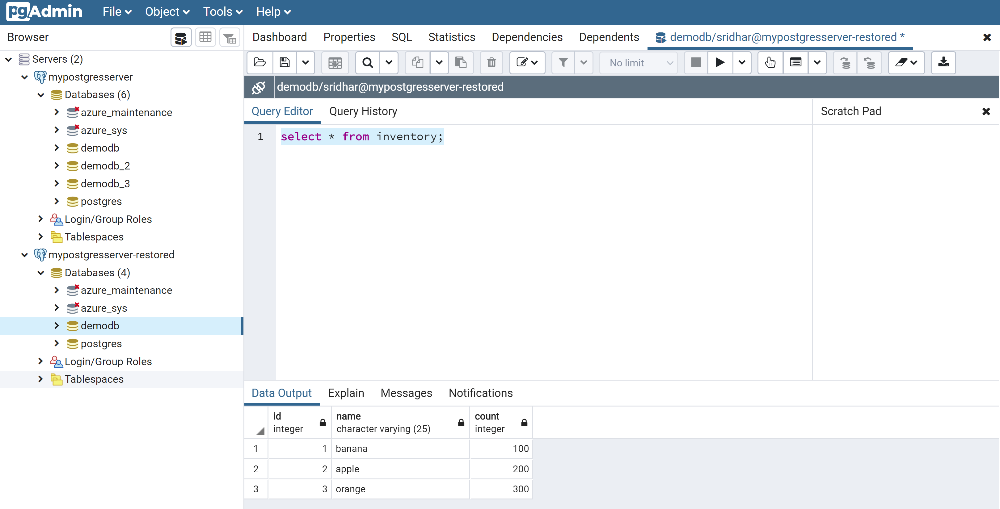 pgAdmin File Object Tools Help
Browser
Dashboard Properties SQL Statistics Dependencies Dependents demodb/sridhar@mypostgresserver-restored *
Servers (2)
mypostgresserver
Databases (6)
azure_maintenance
azure_sys
demodb
demodb_2
demodb_3
postgres
Login/Group Roles
Tablespaces
mypostgresserver-restored
Databases (4)
azure_maintenance
azure_sys
demodb
postgres
Login/Group Roles
Tablespaces
No limit
demodb/sridhar@mypostgresserver-restored
Query Editor Query History
Scratch Pad
1 select * from inventory;
Data Output Explain Messages Notifications
id name count
integer character varying (25) integer
1 1 banana 100
2 2 apple 200
3 3 orange 300